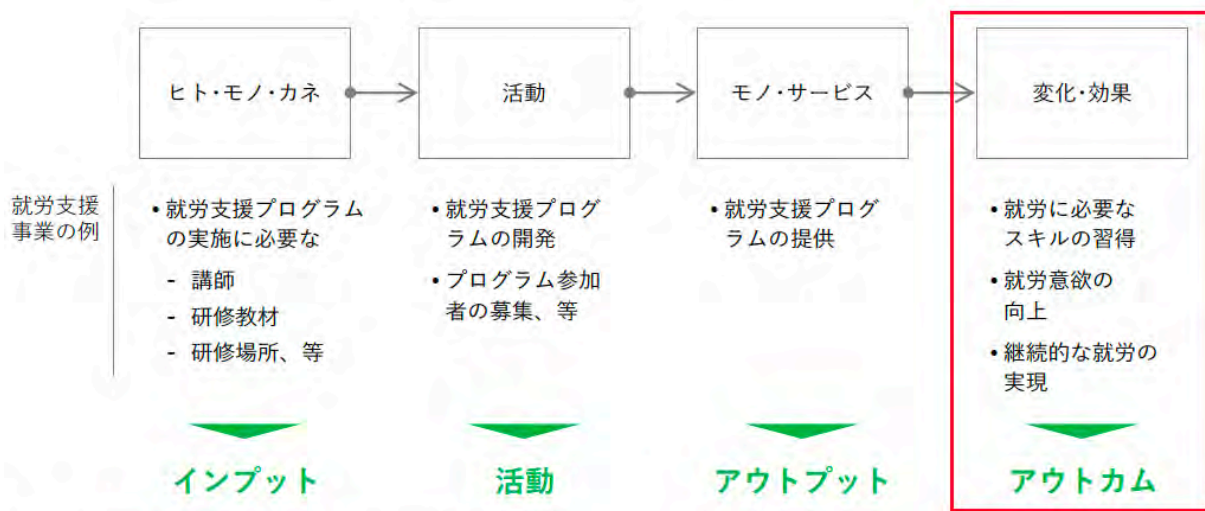 ヒト・モノ・カネ
活動
モノ・サービス
変化・効果
就労支援
事業の例
• 就労支援プログラム
の実施に必要な
- 講師
- 研修教材
- 研修場所、等
• 就労支援プログ
ラムの開発
• プログラム参加
者の募集、等
• 就労支援プログ
ラムの提供
• 就労に必要な
スキルの習得
• 就労意欲の
向上
• 継続的な就労の
実現
インプット
活動
アウトプット
アウトカム